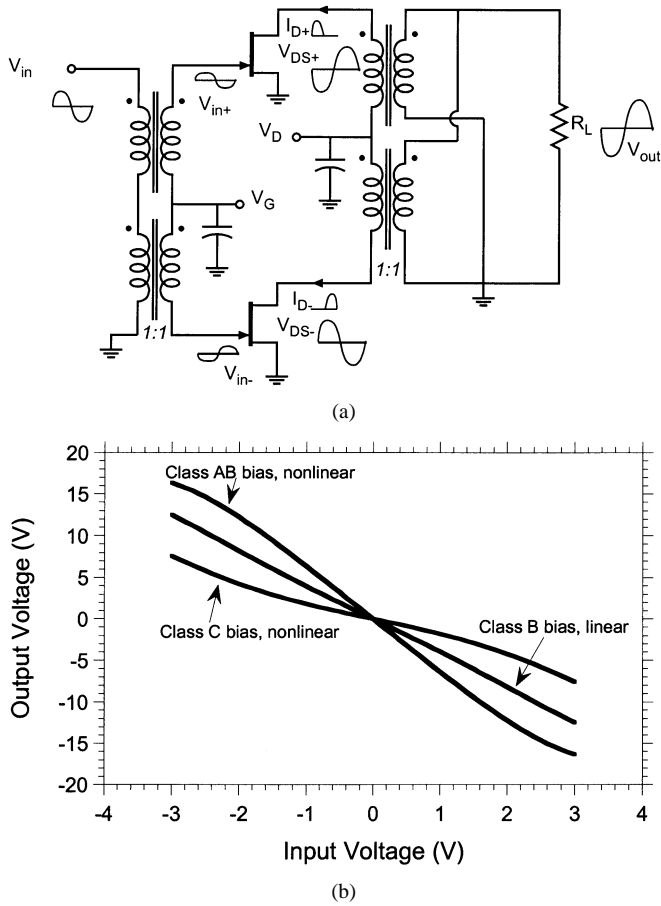 I_D+
V_DS+
V_in
V_in+
V_D
R_L
V_out
V_G
1:1
1:1
I_D-
V_DS-
V_in-
(a)
20
15
10
5
0
-5
-10
-15
-20
Output Voltage (V)
Class AB bias, nonlinear
Class C bias, nonlinear
Class B bias, linear
-4 -3 -2 -1 0 1 2 3 4
Input Voltage (V)
(b)